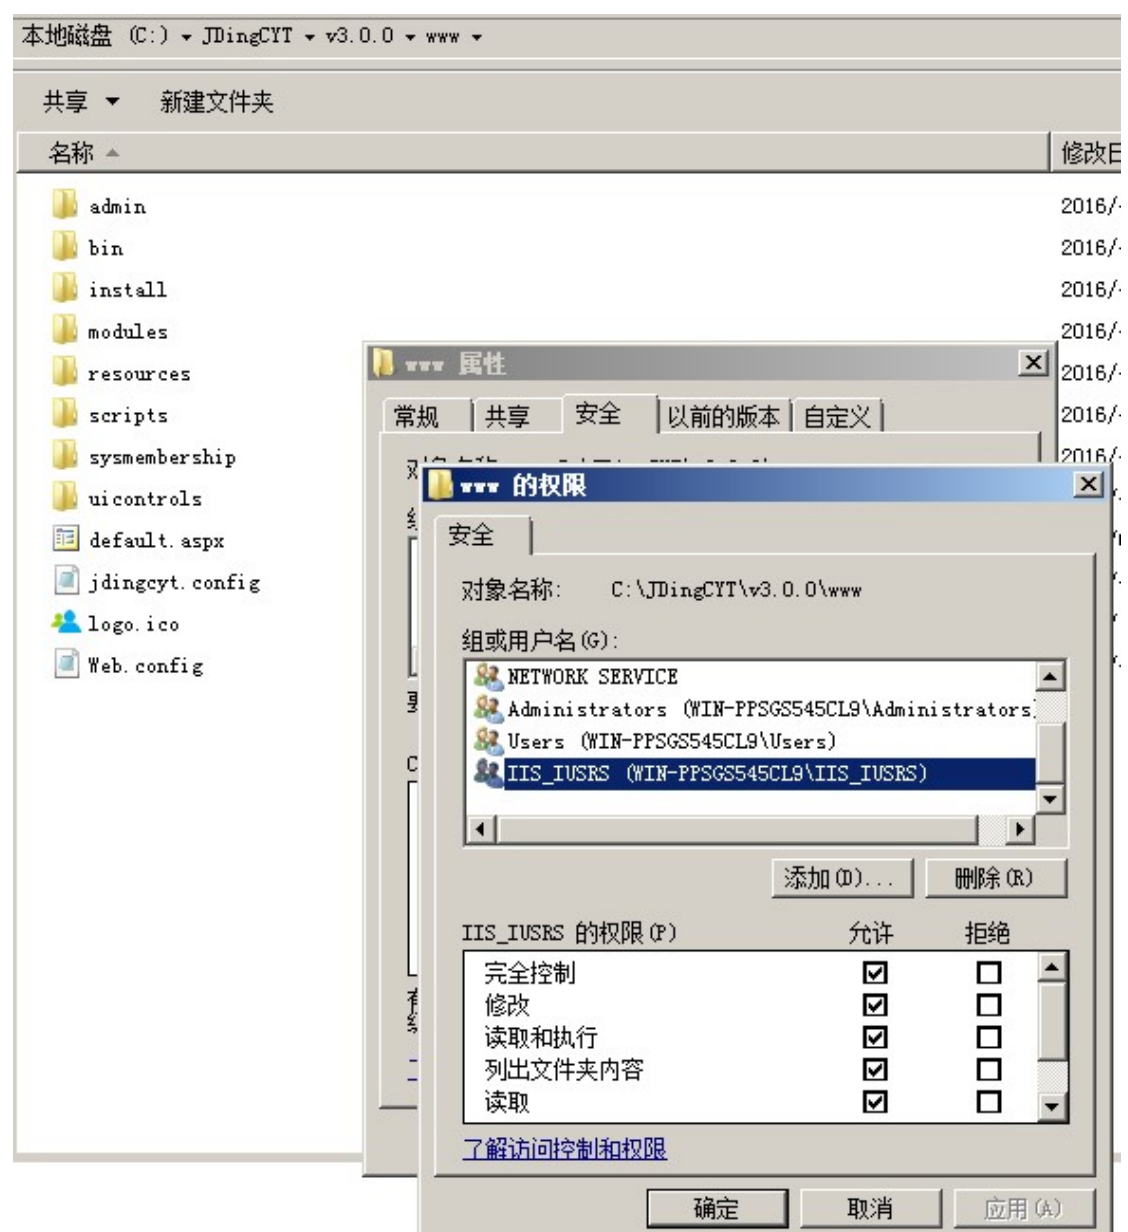 本地磁盘 (C:) ▾ JDingCYT ▾ v3.0.0 ▾ www ▾
共享 ▼ 新建文件夹
名称 修改日
admin 2016/
bin 2016/
install 2016/
modules 2016/
resources 2016/
scripts 2016/
sysmembership 2016/
uicontrols
default.aspx
jdingcyt.config
logo.ico
Web.config
www 属性
常规 共享 安全 以前的版本 自定义
www 的权限
安全
对象名称: C:\JDingCYT\v3.0.0\www
组或用户名(G):
NETWORK SERVICE
Administrators (WIN-PPSGS545CL9\Administrators)
Users (WIN-PPSGS545CL9\Users)
IIS_IUSRS (WIN-PPSGS545CL9\IIS_IUSRS)
添加(D)... 删除(R)
IIS_IUSRS 的权限(P) 允许 拒绝
完全控制
修改
读取和执行
列出文件夹内容
读取
了解访问控制和权限
确定 取消 应用(A)